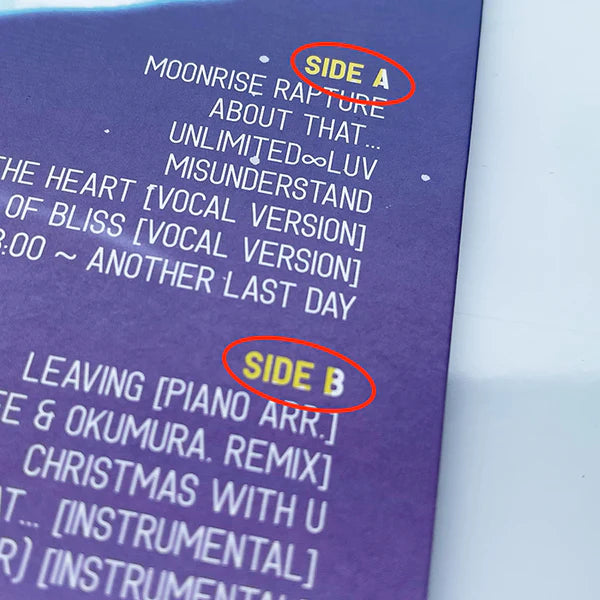 SIDE A
MOONRISE RAPTURE
ABOUT THAT...
UNLIMITED∞LUV
MISUNDERSTAND
THE HEART [VOCAL VERSION]
OF BLISS [VOCAL VERSION]
:00 ~ ANOTHER LAST DAY
SIDE B
LEAVING [PIANO ARR.]
& OKUMURA. REMIX]
CHRISTMAS WITH U
[INSTRUMENTAL]
[INSTRUMENTAL]